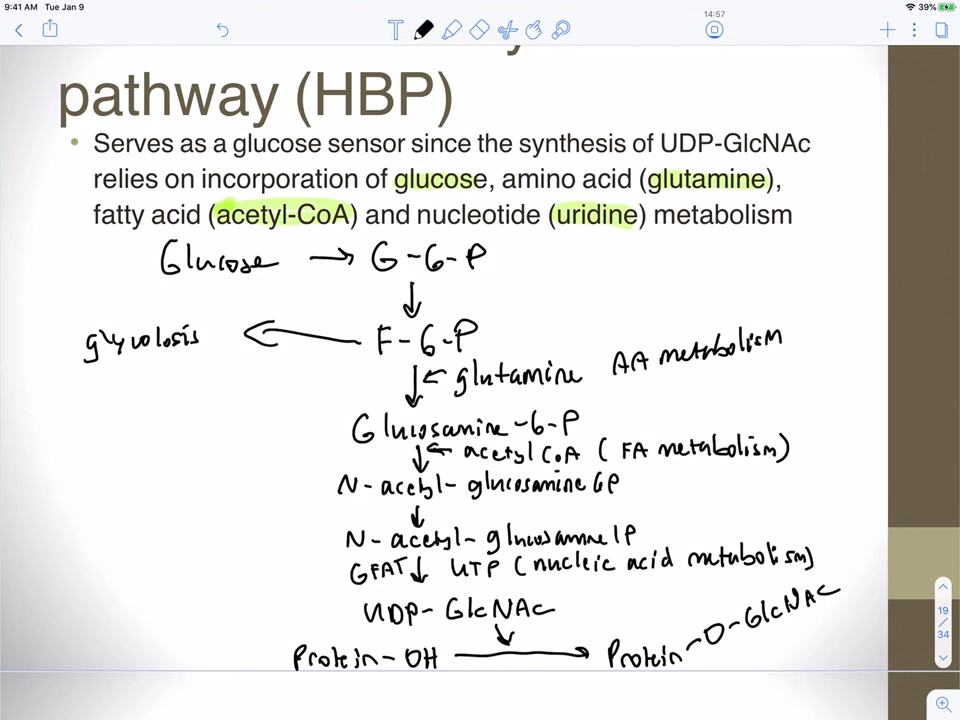 9:41 AM Tue Jan 9
14:57
39%
pathway (HBP)
• Serves as a glucose sensor since the synthesis of UDP-GlcNAc
relies on incorporation of glucose, amino acid (glutamine),
fatty acid (acetyl-CoA) and nucleotide (uridine) metabolism
Glucose → G-6-P
↓
glycolosis ← F-6-P
↓ ← glutamine AA metabolism
Glucosamine-6-P
↓ ← acetyl CoA ( FA metabolism)
N-acetyl-glucosamine 6P
↓
N-acetyl-glucosamine 1P
GFAT ↓ UTP (nucleic acid metabolism)
UDP-GlcNAc
↓
Protein-OH → Protein-O-GlcNAC
19
/
34